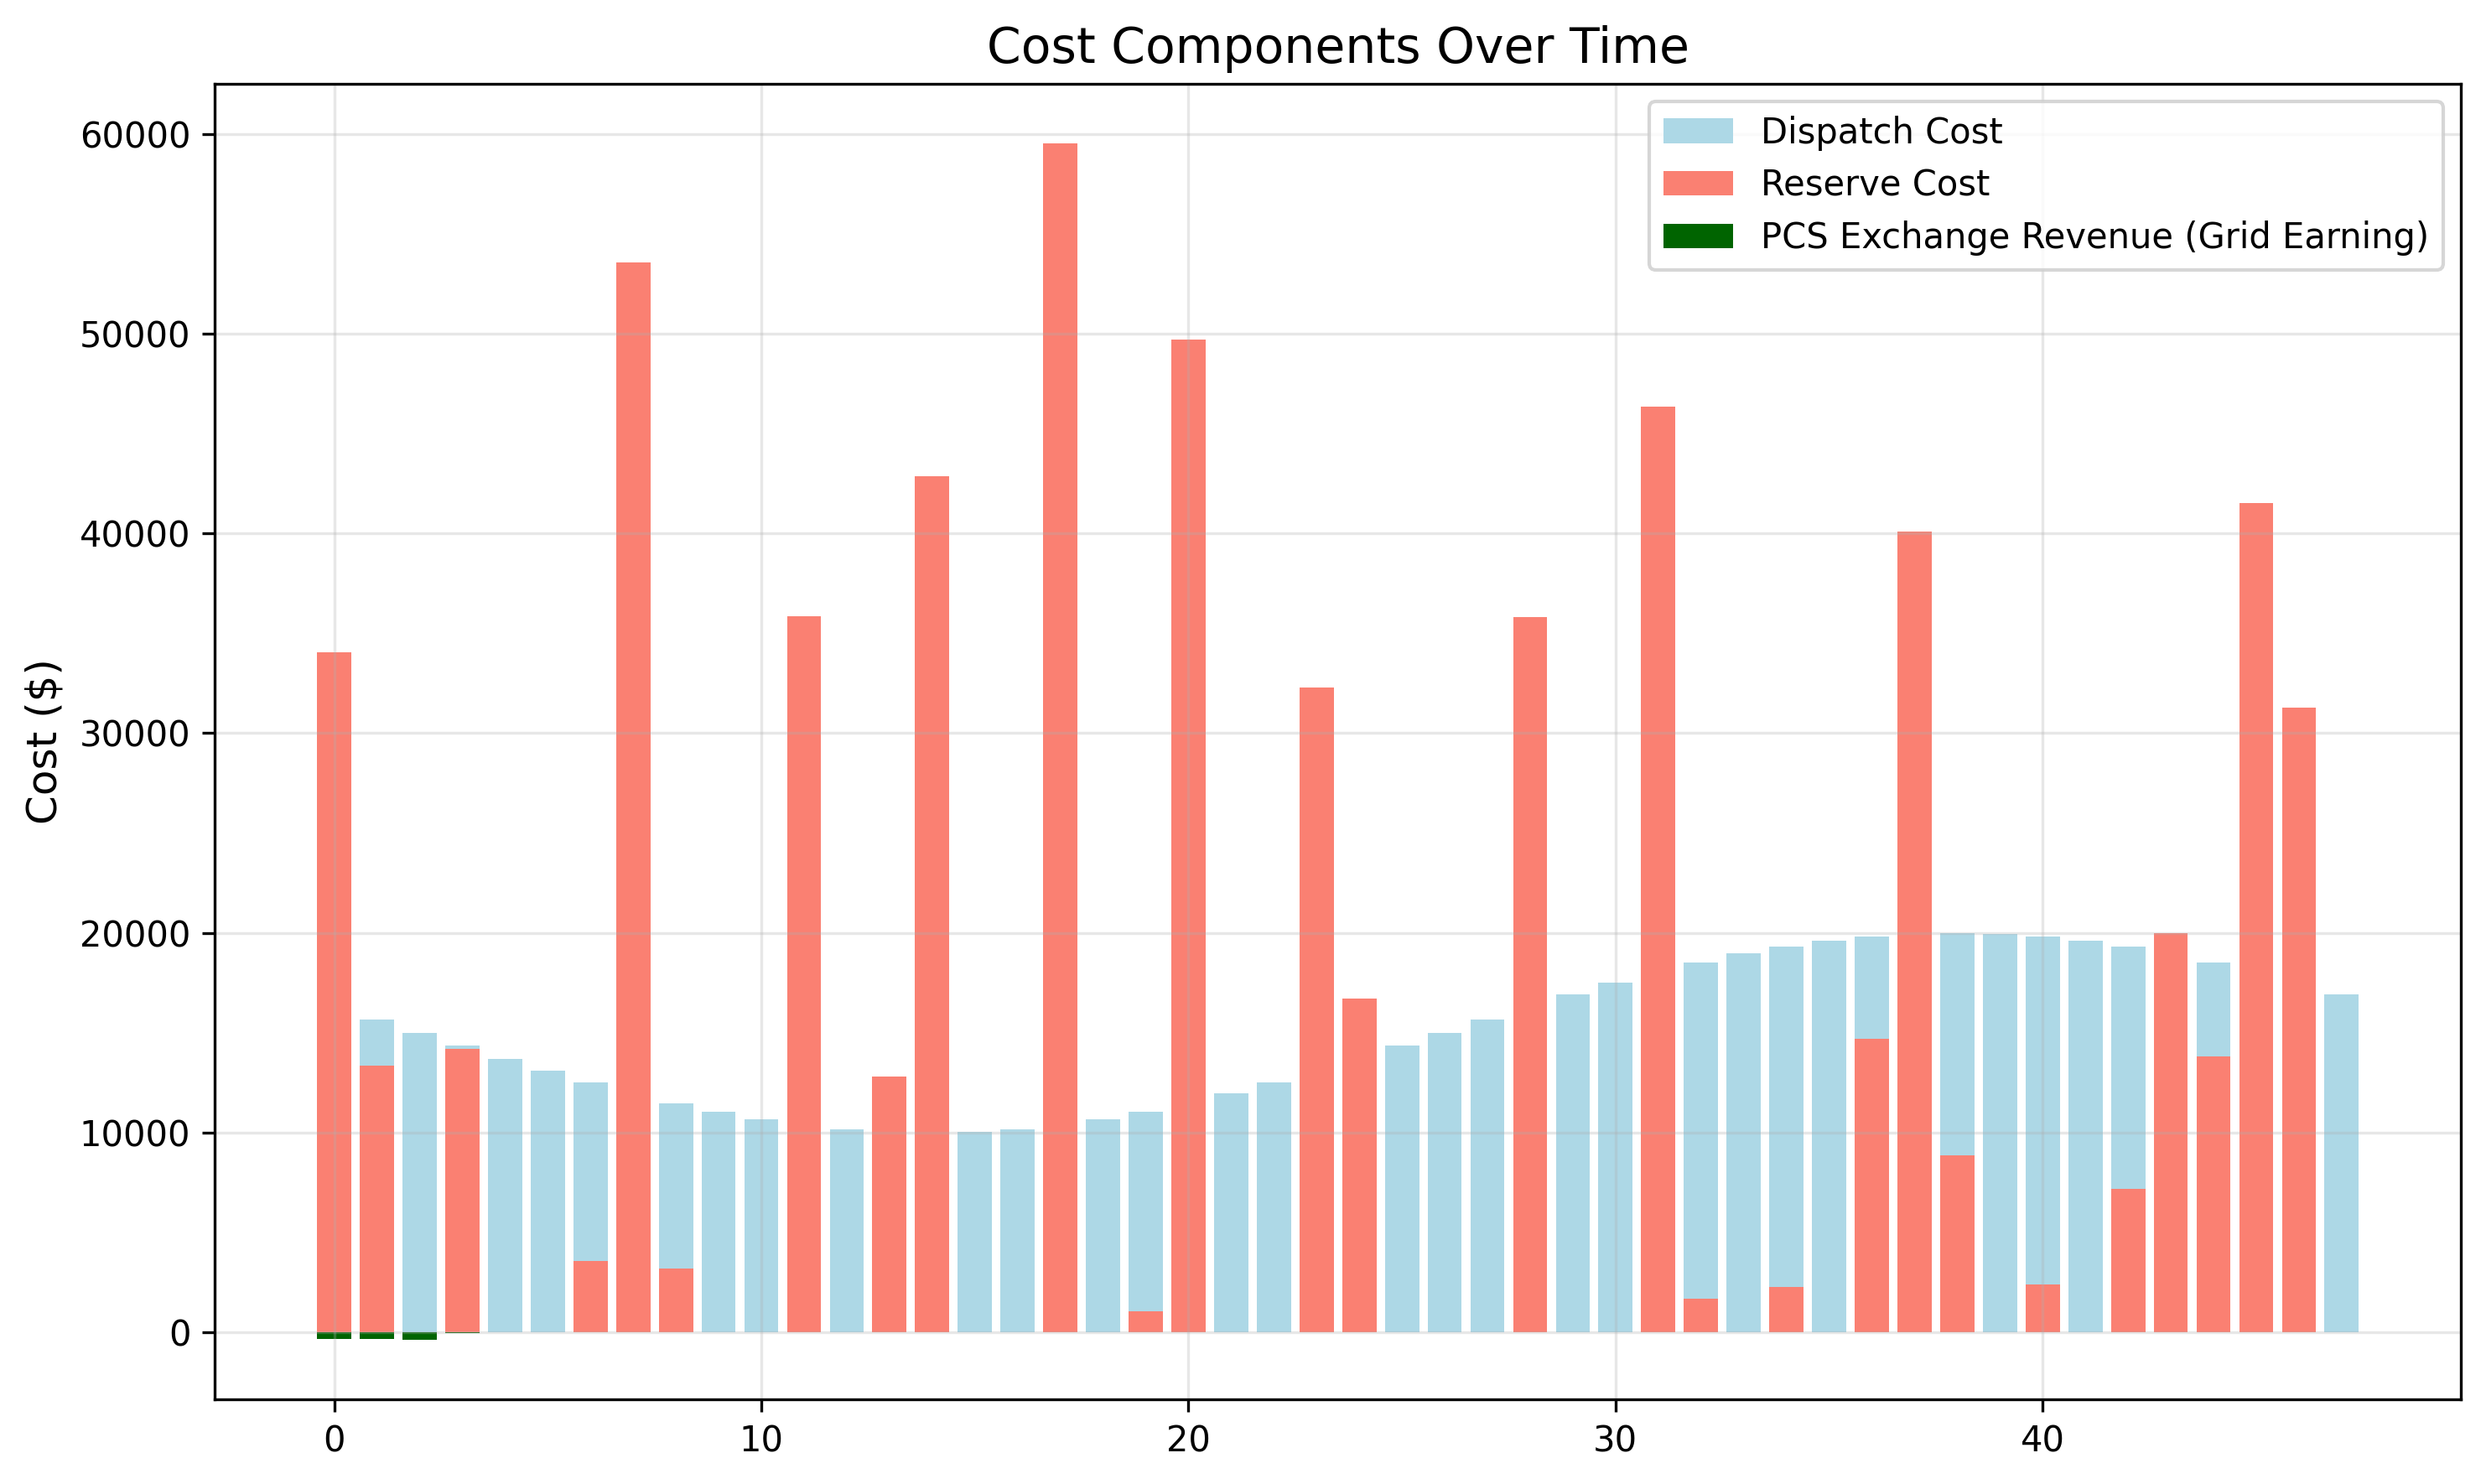 Cost Components Over Time
Dispatch Cost
Reserve Cost
PCS Exchange Revenue (Grid Earning)
Cost ($)
60000
50000
40000
30000
20000
10000
0
0 10 20 30 40